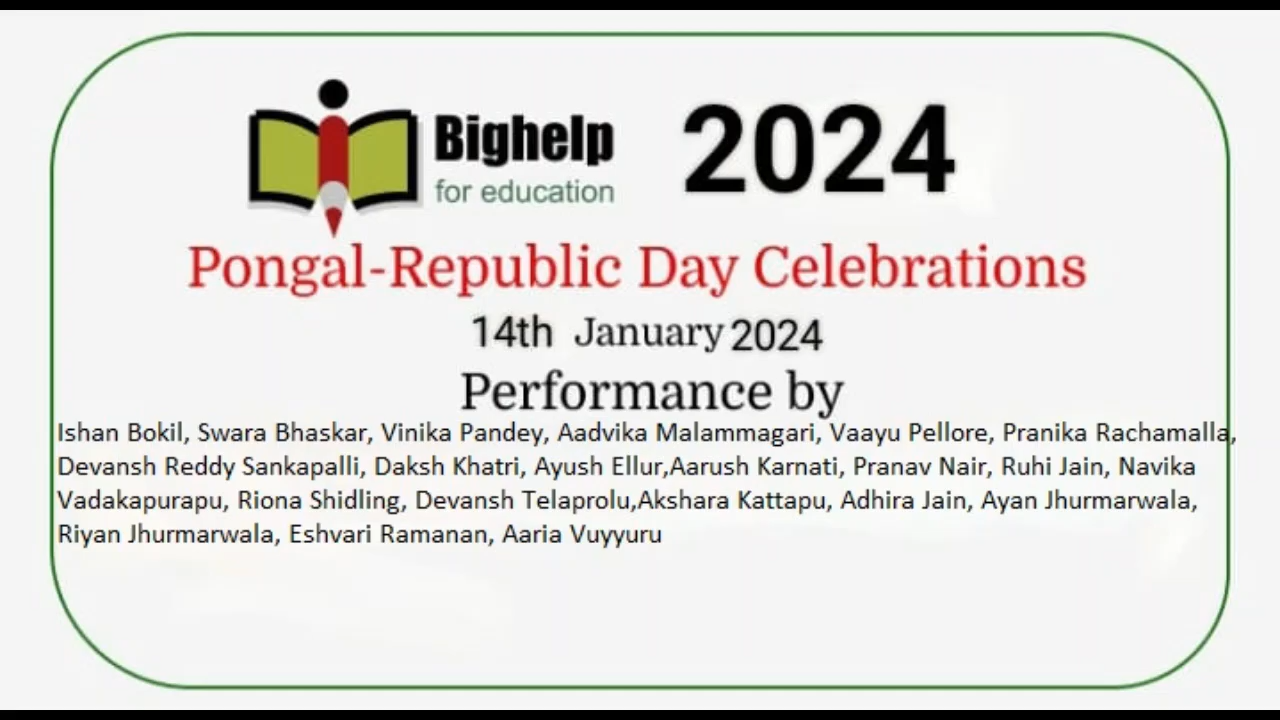 Bighelp 2024
for education
Pongal-Republic Day Celebrations
14th January 2024
Performance by
Ishan Bokil, Swara Bhaskar, Vinika Pandey, Aadvika Malammagari, Vaayu Pellore, Pranika Rachamalla,
Devansh Reddy Sankapalli, Daksh Khatri, Ayush Ellur,Aarush Karnati, Pranav Nair, Ruhi Jain, Navika
Vadakapurapu, Riona Shidling, Devansh Telaprolu,Akshara Kattapu, Adhira Jain, Ayan Jhurmarwala,
Riyan Jhurmarwala, Eshvari Ramanan, Aaria Vuyyuru